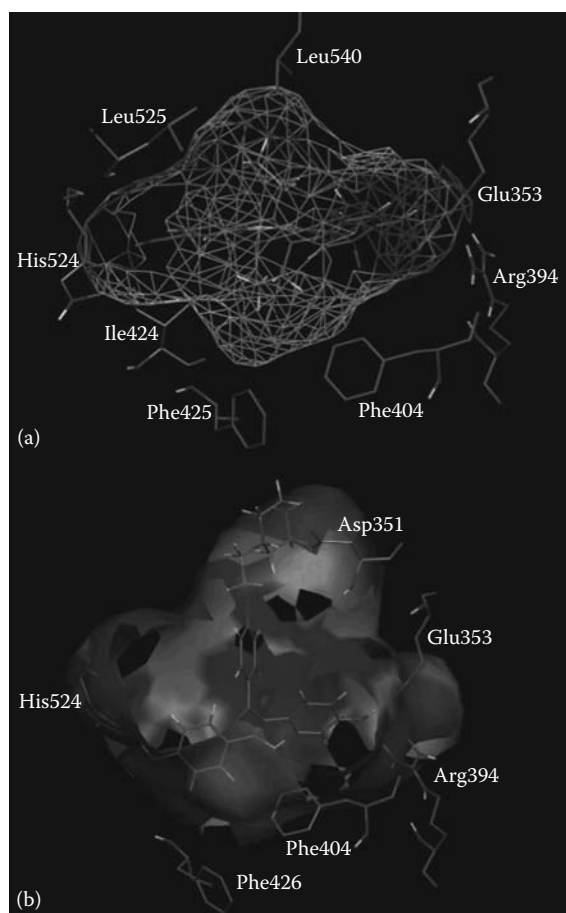 Leu540
Leu525
Glu353
His524
Arg394
Ile424
Phe404
Phe425
(a)
Asp351
Glu353
His524
Arg394
Phe404
Phe426
(b)